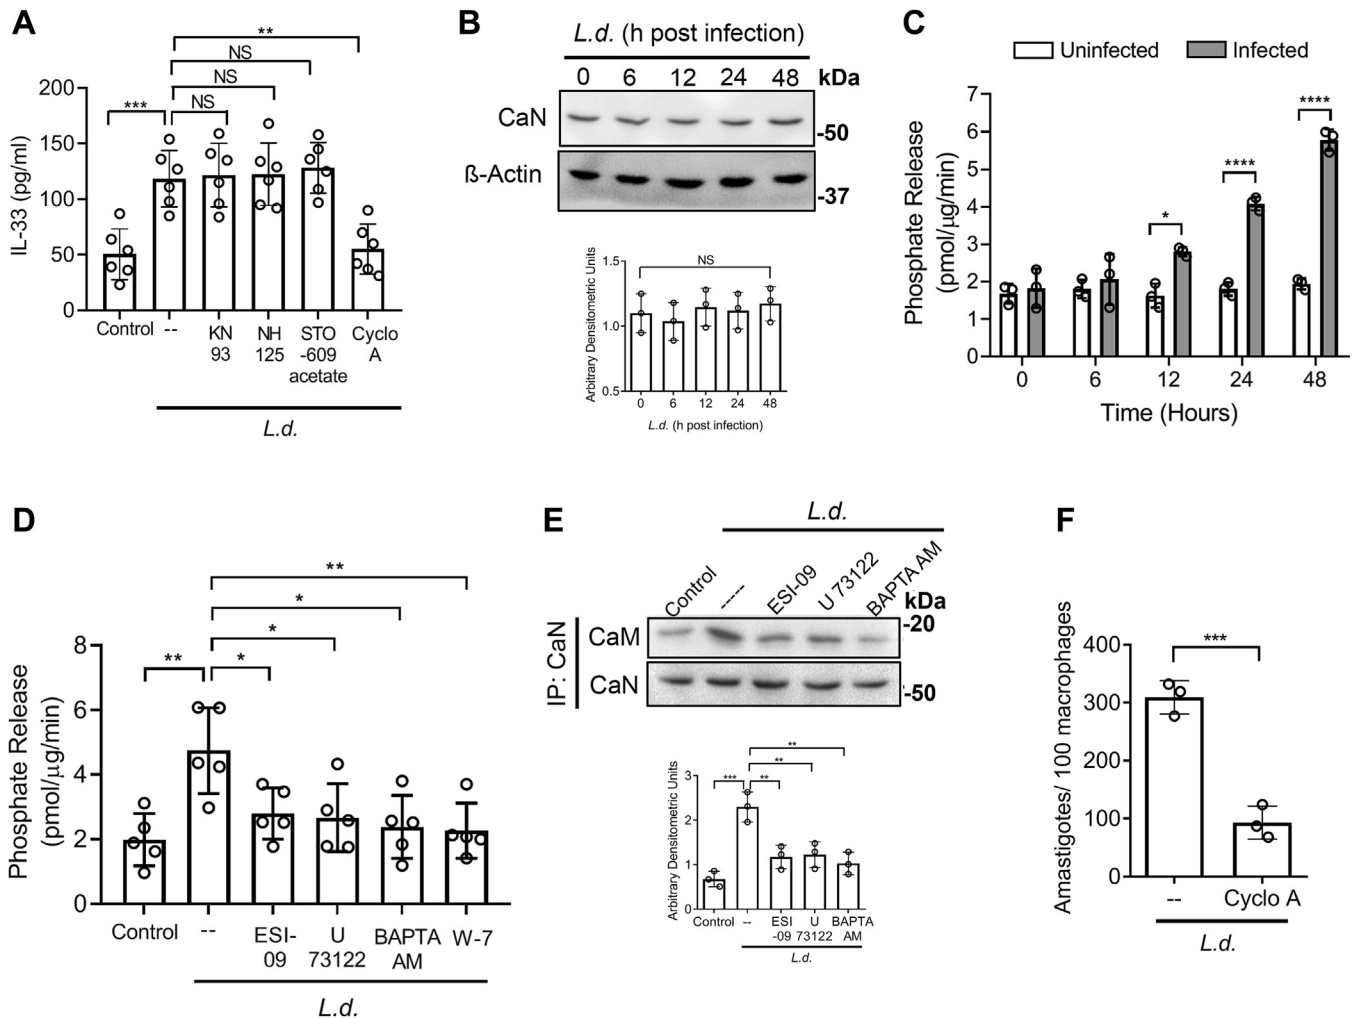 A
**
NS
NS
NS
***
IL-33 (pg/ml)
200
150
100
50
0
Control
--
KN
93
NH
125
STO
-609
acetate
Cyclo
A
L.d.
B
L.d. (h post infection)
0 6 12 24 48 kDa
CaN
-50
ß-Actin
-37
Arbitrary Densitometric Units
1.5
1.0
0.5
NS
0 6 12 24 48
L.d. (h post infection)
C
Uninfected Infected
Phosphate Release
(pmol/µg/min)
7
6
5
4
3
2
1
0
*
****
****
0 6 12 24 48
Time (Hours)
D
**
*
*
** *
Phosphate Release
(pmol/µg/min)
8
6
4
2
0
Control
--
ESI-
09
U
73122
BAPTA
AM
W-7
L.d.
E
L.d.
Control
-----
ESI-09
U 73122
BAPTA AM
kDa
IP: CaN
CaM
-20
CaN
-50
Arbitrary Densitometric Units
3
2
1
0
**
**
*** **
Control
--
ESI
-09
U
73122
BAPTA
AM
L.d.
F
Amastigotes/ 100 macrophages
400
300
200
100
0
***
--
Cyclo A
L.d.